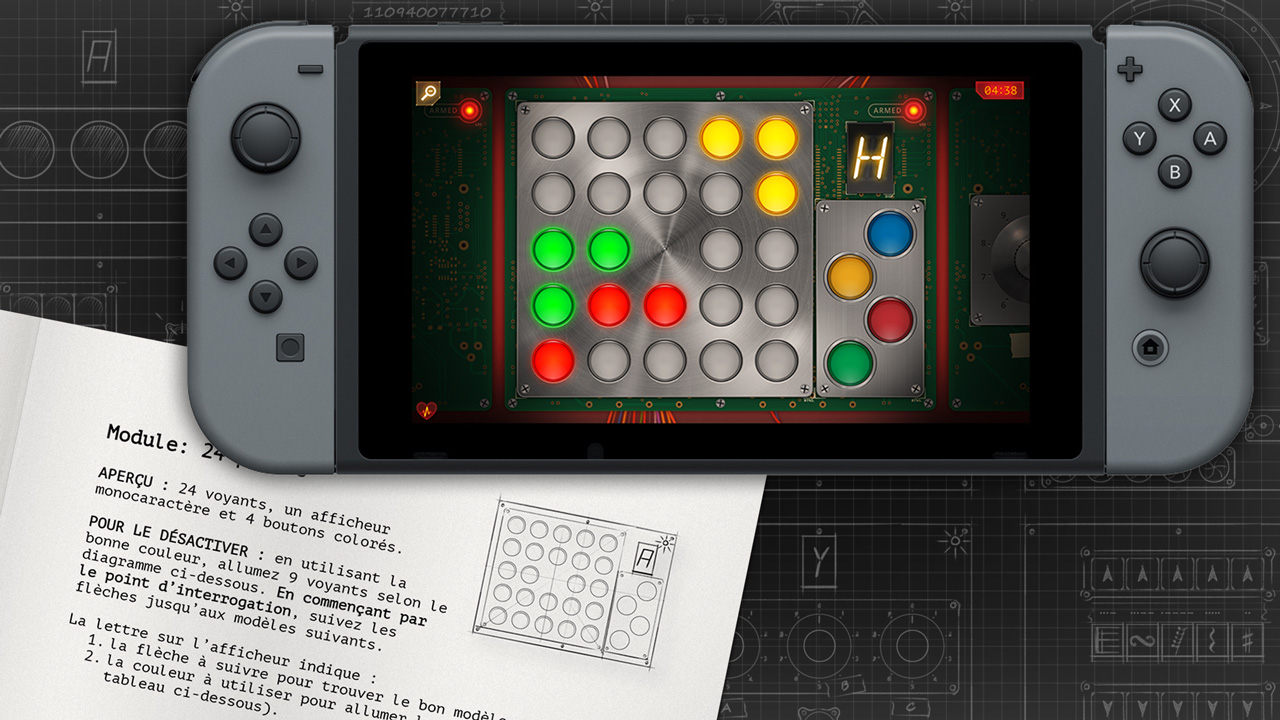 110940077710
A
ARMED
04:38
ARMED
H
X
Y
A
B
9
8
7
Module: 24
APERÇU : 24 voyants, un afficheur
monocaractère et 4 boutons colorés.
POUR LE DÉSACTIVER : en utilisant la
bonne couleur, allumez 9 voyants selon le
diagramme ci-dessous. En commençant par
le point d'interrogation, suivez les
flèches jusqu'aux modèles suivants.
La lettre sur l'afficheur indique :
1. la flèche à suivre pour trouver le bon modèle
2. la couleur à utiliser pour allumer
tableau ci-dessous).
A
Y
B
A
C